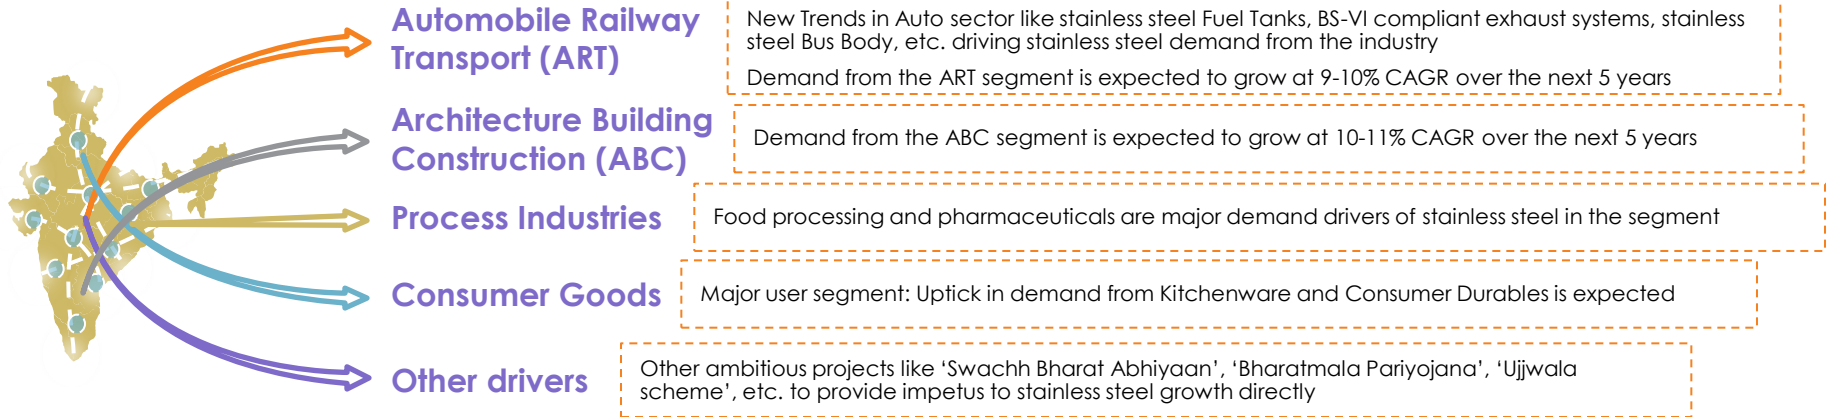 Automobile Railway
Transport (ART)
New Trends in Auto sector like stainless steel Fuel Tanks, BS-VI compliant exhaust systems, stainless
steel Bus Body, etc. driving stainless steel demand from the industry
Demand from the ART segment is expected to grow at 9-10% CAGR over the next 5 years
Architecture Building
Construction (ABC)
Demand from the ABC segment is expected to grow at 10-11% CAGR over the next 5 years
Process Industries
Food processing and pharmaceuticals are major demand drivers of stainless steel in the segment
Consumer Goods
Major user segment: Uptick in demand from Kitchenware and Consumer Durables is expected
Other drivers
Other ambitious projects like ‘Swachh Bharat Abhiyaan’, ‘Bharatmala Pariyojana’, ‘Ujjwala
scheme’, etc. to provide impetus to stainless steel growth directly